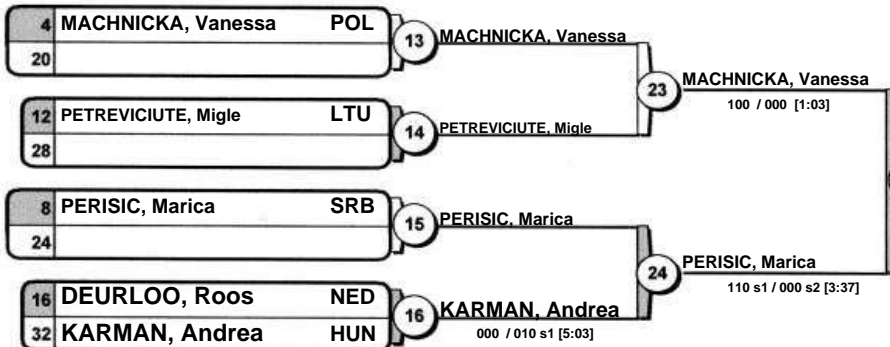 4 MACHNICKA, Vanessa POL
20
13 MACHNICKA, Vanessa
12 PETREVICIUTE, Migle LTU
28
14 PETREVICIUTE, Migle
23 MACHNICKA, Vanessa
100 / 000 [1:03]
8 PERISIC, Marica SRB
24
15 PERISIC, Marica
16 DEURLOO, Roos NED
32 KARMAN, Andrea HUN
16 KARMAN, Andrea
000 / 010 s1 [5:03]
24 PERISIC, Marica
110 s1 / 000 s2 [3:37]